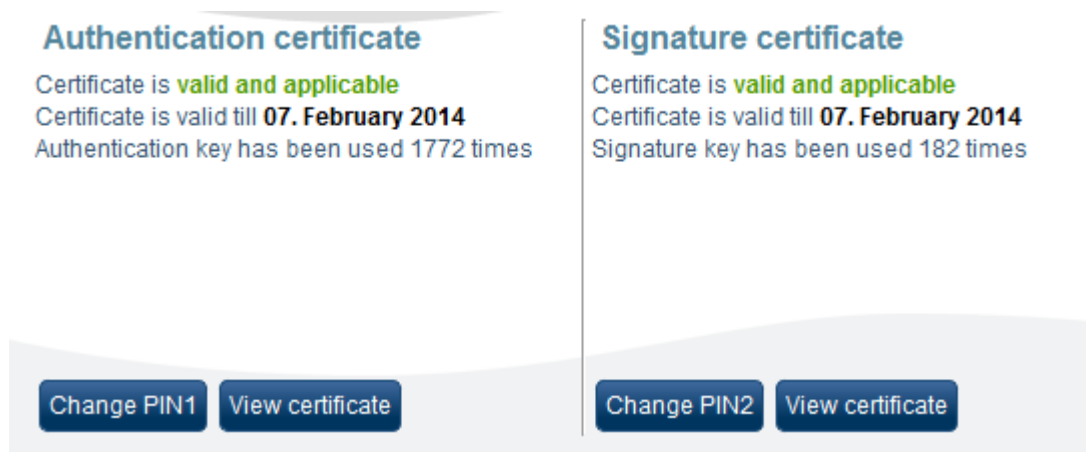 Authentication certificate
Certificate is valid and applicable
Certificate is valid till 07. February 2014
Authentication key has been used 1772 times
Change PIN1
View certificate
Signature certificate
Certificate is valid and applicable
Certificate is valid till 07. February 2014
Signature key has been used 182 times
Change PIN2
View certificate